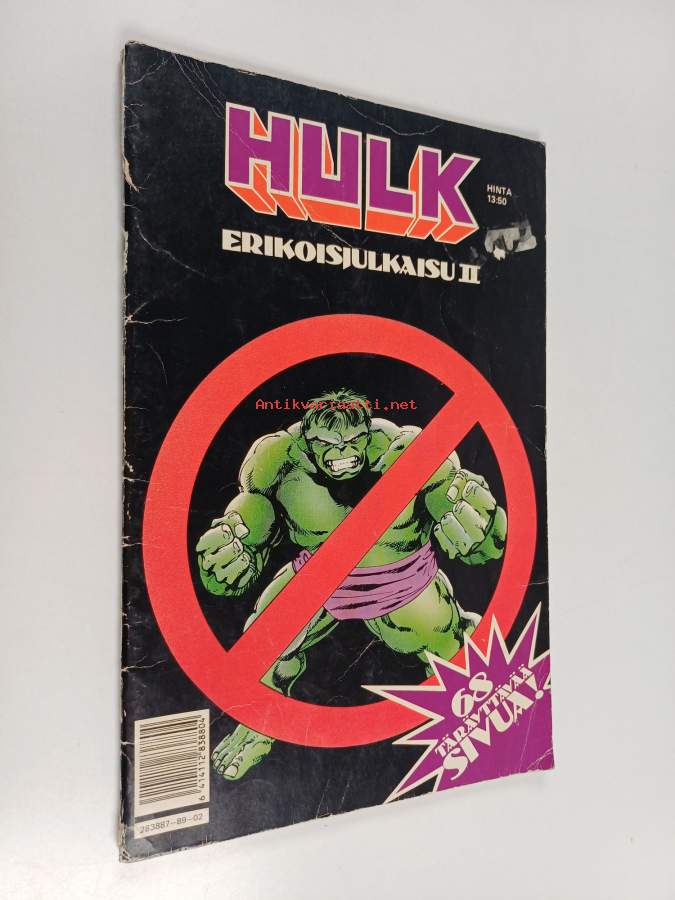 HULK
HINTA
13:50
ERIKOISJULKAISU II
Antikvariaatti.net
68
TÄRÄYTTÄVÄÄ
SIVUA!
6 414112 838804
283887-89-02